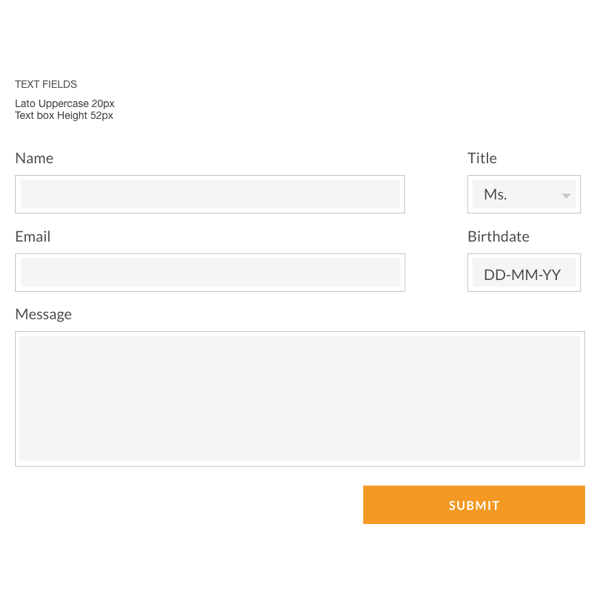 TEXT FIELDS
Lato Uppercase 20px
Text box Height 52px
Name
Title
Ms.
Email
Birthdate
DD-MM-YY
Message
SUBMIT